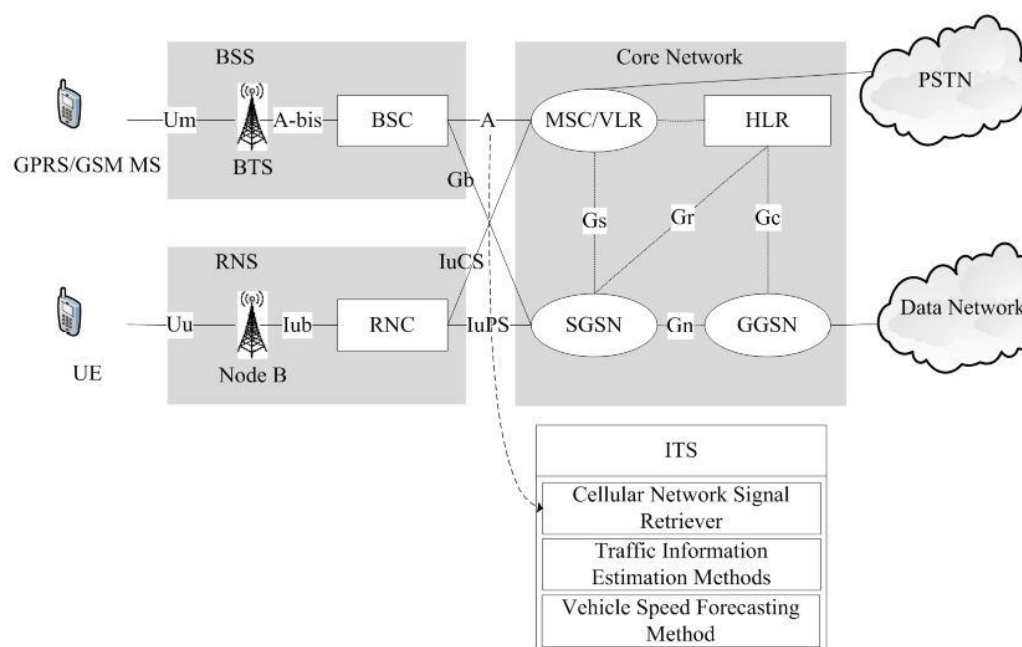 BSS
Core Network
PSTN
Um
A-bis
BSC
A
MSC/VLR
HLR
GPRS/GSM MS
BTS
Gb
Gs
Gr
Gc
RNS
IuCS
Data Network
Uu
Iub
RNC
IuPS
SGSN
Gn
GGSN
UE
Node B
ITS
Cellular Network Signal
Retriever
Traffic Information
Estimation Methods
Vehicle Speed Forecasting
Method